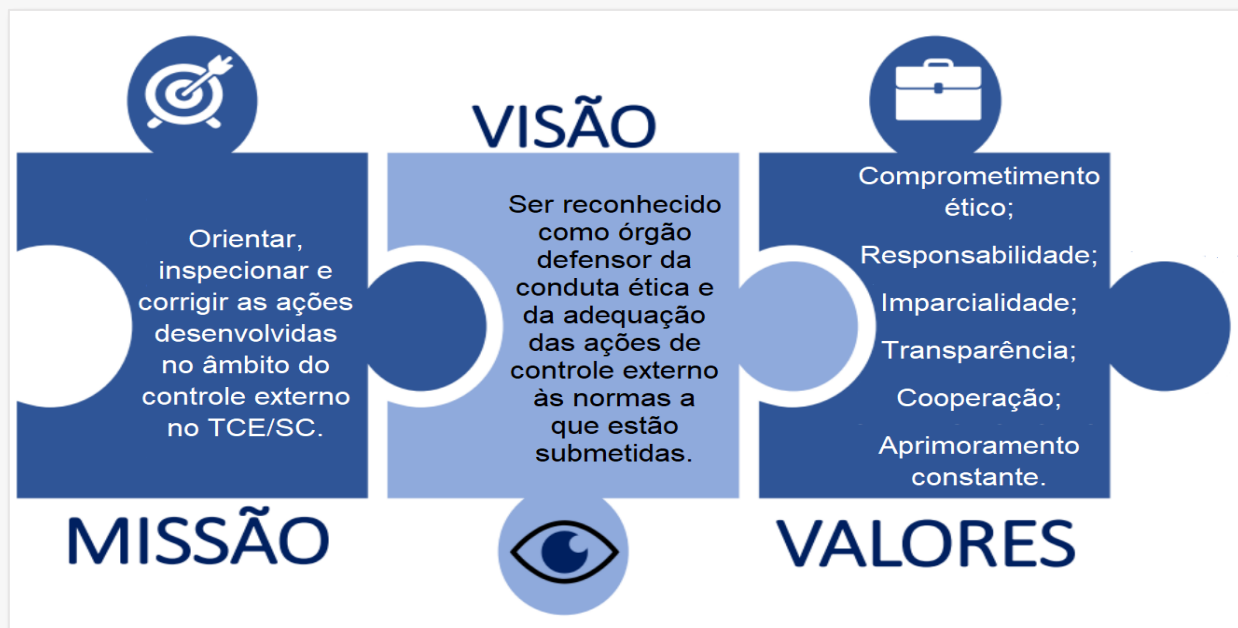 VISÃO
Orientar,
inspecionar e
corrigir as ações
desenvolvidas
no âmbito do
controle externo
no TCE/SC.
MISSÃO
Ser reconhecido
como órgão
defensor da
conduta ética e
da adequação
das ações de
controle externo
às normas a
que estão
submetidas.
Comprometimento
ético;
Responsabilidade;
Imparcialidade;
Transparência;
Cooperação;
Aprimoramento
constante.
VALORES